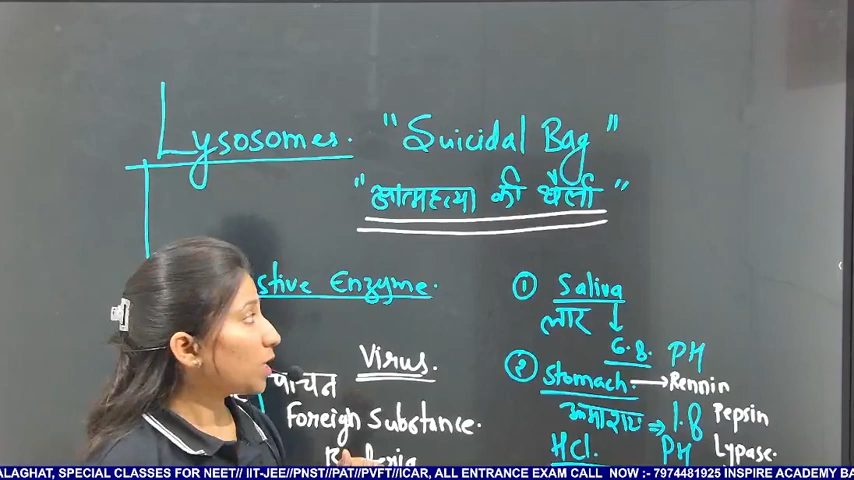 Lysosomes. "Suicidal Bag"
"आत्महत्या की थैली"
stive Enzyme.
Virus.
पाचन
Foreign Substance.
① Saliva
लार ↓
6.8. PH
② Stomach. → Rennin
आमाशय ⇒ 1.8 Pepsin
HCl. PH Lypase.
ALAGHAT, SPECIAL CLASSES FOR NEET// IIT-JEE//PNST//PAT//PVFT//ICAR, ALL ENTRANCE EXAM CALL NOW :- 7974481925 INSPIRE ACADEMY BA